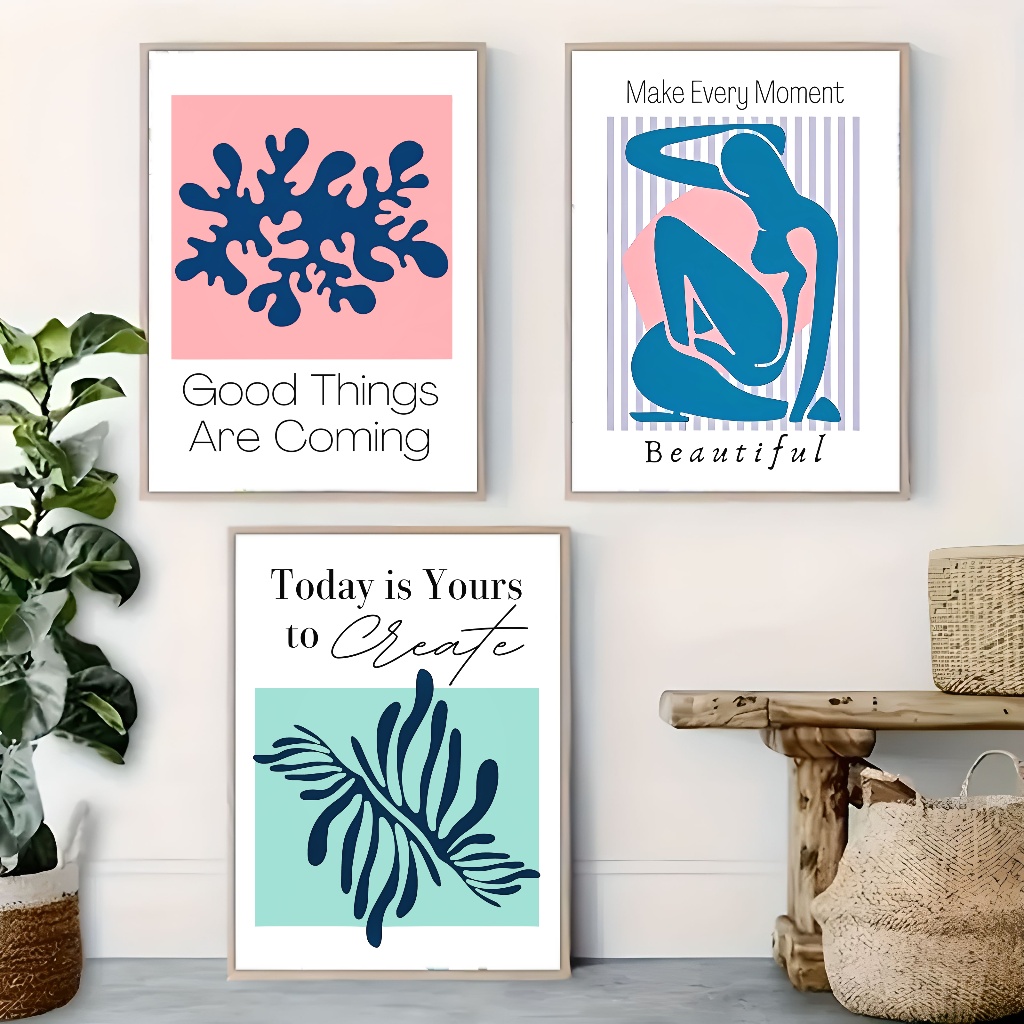 Good Things
Are Coming
Make Every Moment
Beautiful
Today is Yours
to Create